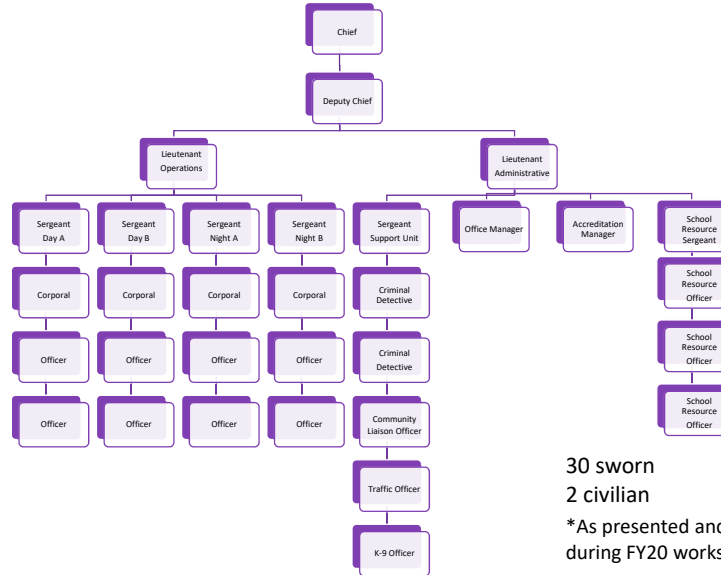 Chief
Deputy Chief
Lieutenant
Operations
Lieutenant
Administrative
Sergeant
Day A
Sergeant
Day B
Sergeant
Night A
Sergeant
Night B
Sergeant
Support Unit
Office Manager
Accreditation
Manager
School
Resource
Sergeant
Corporal
Corporal
Corporal
Corporal
Criminal
Detective
School
Resource
Officer
Officer
Officer
Officer
Officer
Criminal
Detective
School
Resource
Officer
Officer
Officer
Officer
Officer
Community
Liaison Officer
School
Resource
Officer
Traffic Officer
K-9 Officer
30 sworn
2 civilian
*As presented and
during FY20 works